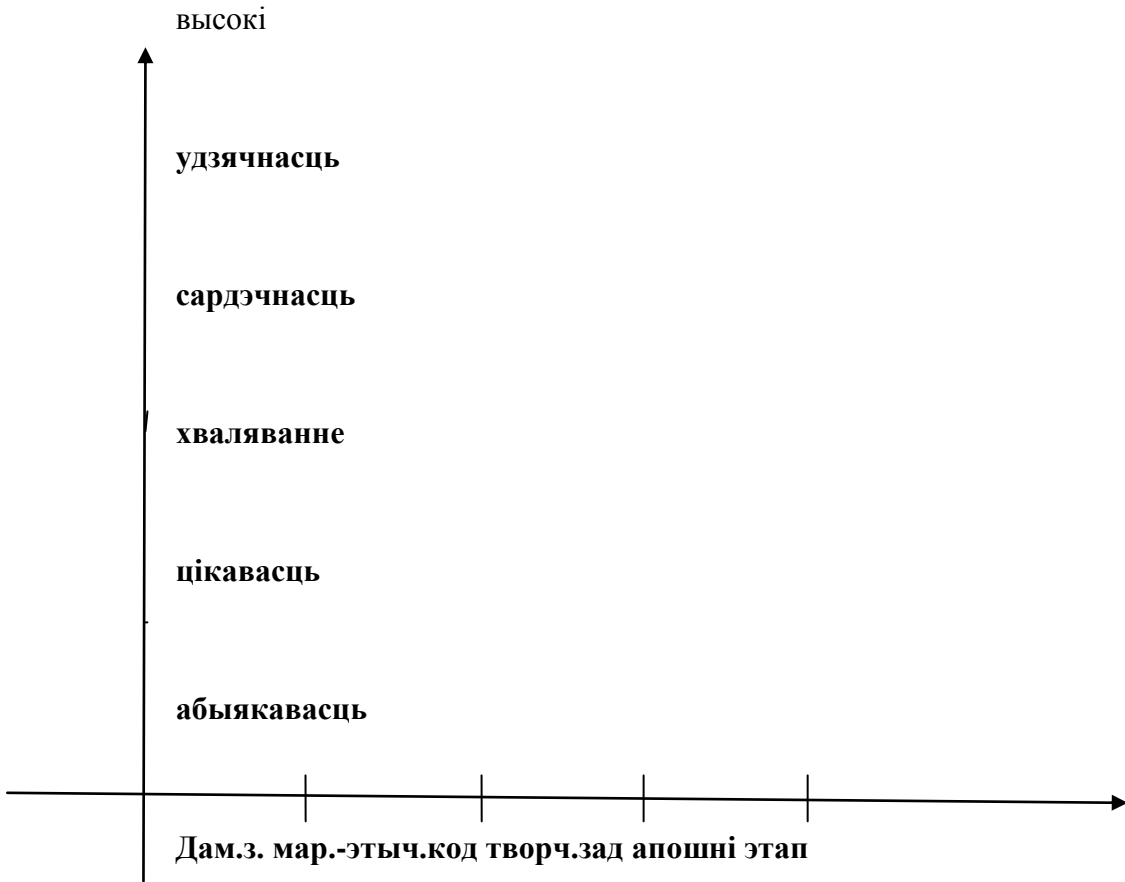 высокі
удзячнасць
сардэчнасць
хваляванне
цікавасць
абыякавасць
Дам.з. мар.-этыч.код творч.зад апошні этап